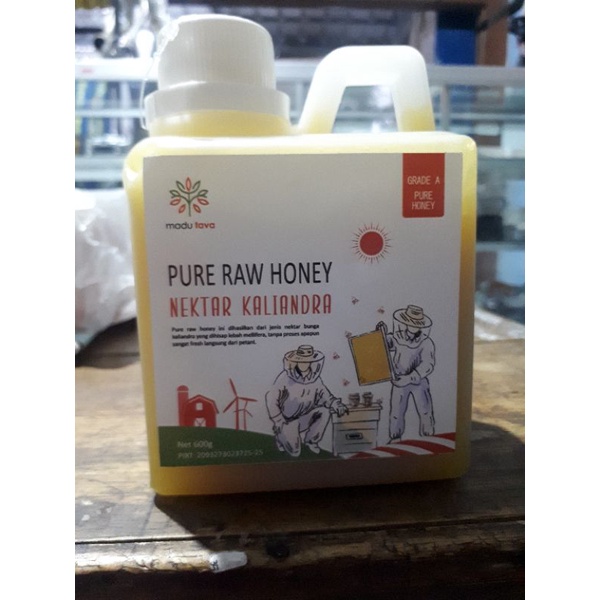 madu tava
GRADE A
PURE
HONEY
PURE RAW HONEY
NEKTAR KALIANDRA
Pure raw honey ini dihasilkan dari jenis nektar bunga
kaliandra yang dihisap lebah mellifera, tanpa proses apapun
sangat fresh langsung dari petani.
Net 600g
PIRT